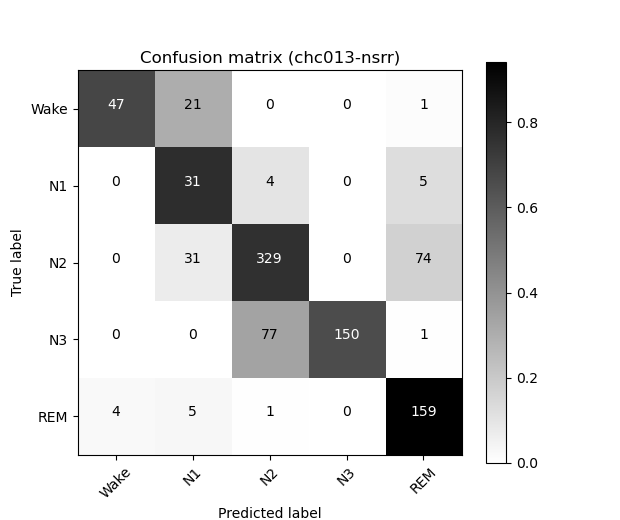 Confusion matrix (chc013-nsrr)
True label
Wake 47 21 0 0 1
N1 0 31 4 0 5
N2 0 31 329 0 74
N3 0 0 77 150 1
REM 4 5 1 0 159
Wake N1 N2 N3 REM
Predicted label
0.8
0.6
0.4
0.2
0.0